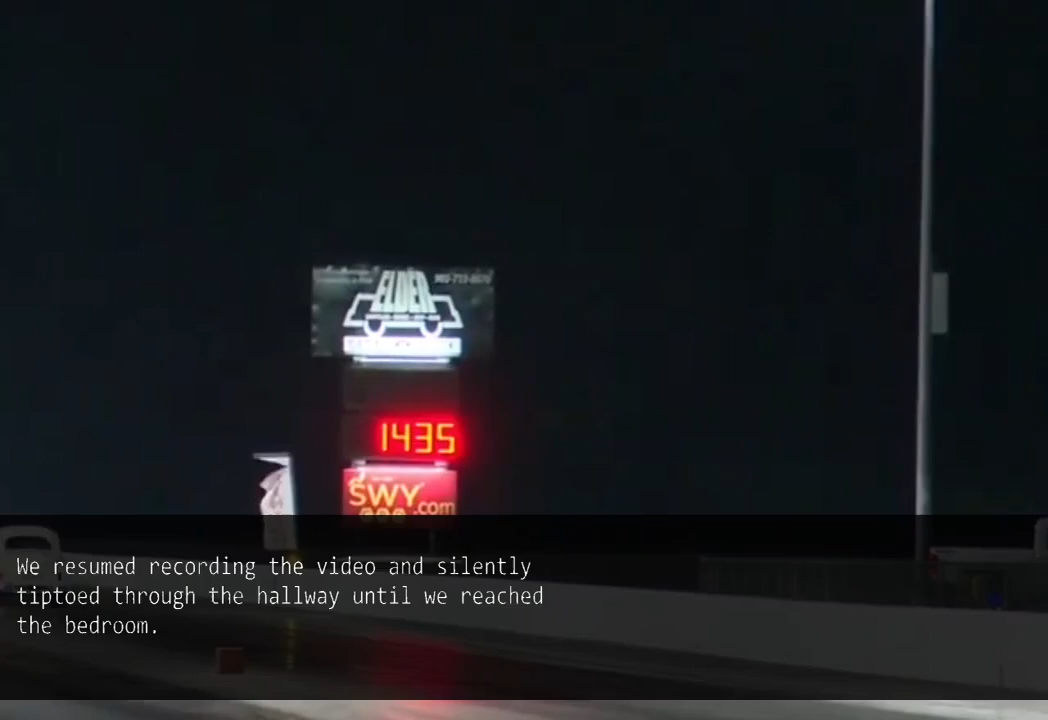 ELDER
1435
SWY.com
We resumed recording the video and silently
tiptoed through the hallway until we reached
the bedroom.